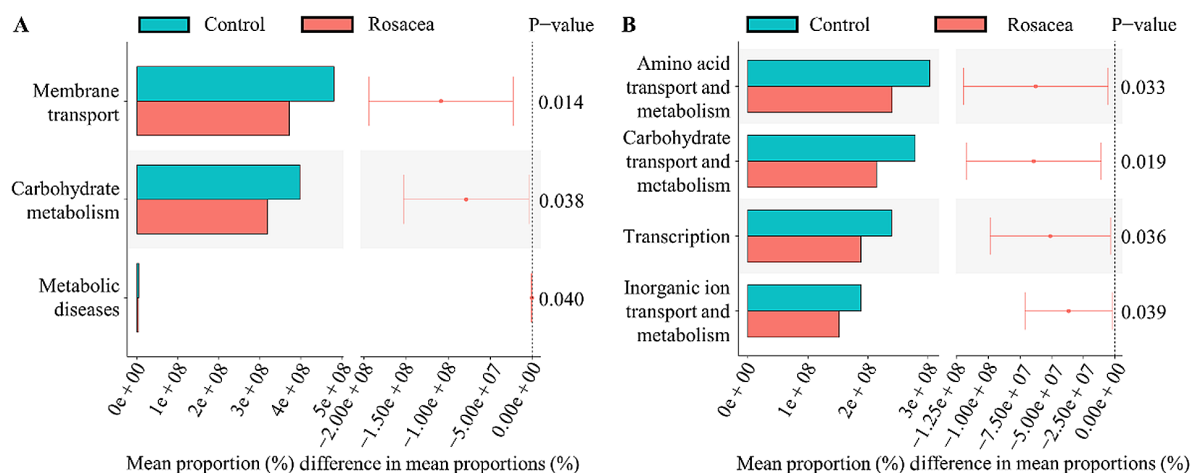 A
Control
Rosacea
P−value
Membrane
transport
0.014
Carbohydrate
metabolism
0.038
Metabolic
diseases
0.040
0e+00
1e+08
2e+08
3e+08
4e+08
5e+08
−2.00e+08
−1.50e+08
−1.00e+08
−5.00e+07
0.00e+00
Mean proportion (%)
difference in mean proportions (%)
B
Control
Rosacea
P−value
Amino acid
transport and
metabolism
0.033
Carbohydrate
transport and
metabolism
0.019
Transcription
0.036
Inorganic ion
transport and
metabolism
0.039
0e+00
1e+08
2e+08
3e+08
−1.25e+08
−1.00e+08
−7.50e+07
−5.00e+07
−2.50e+07
0.00e+00
Mean proportion (%)
difference in mean proportions (%)